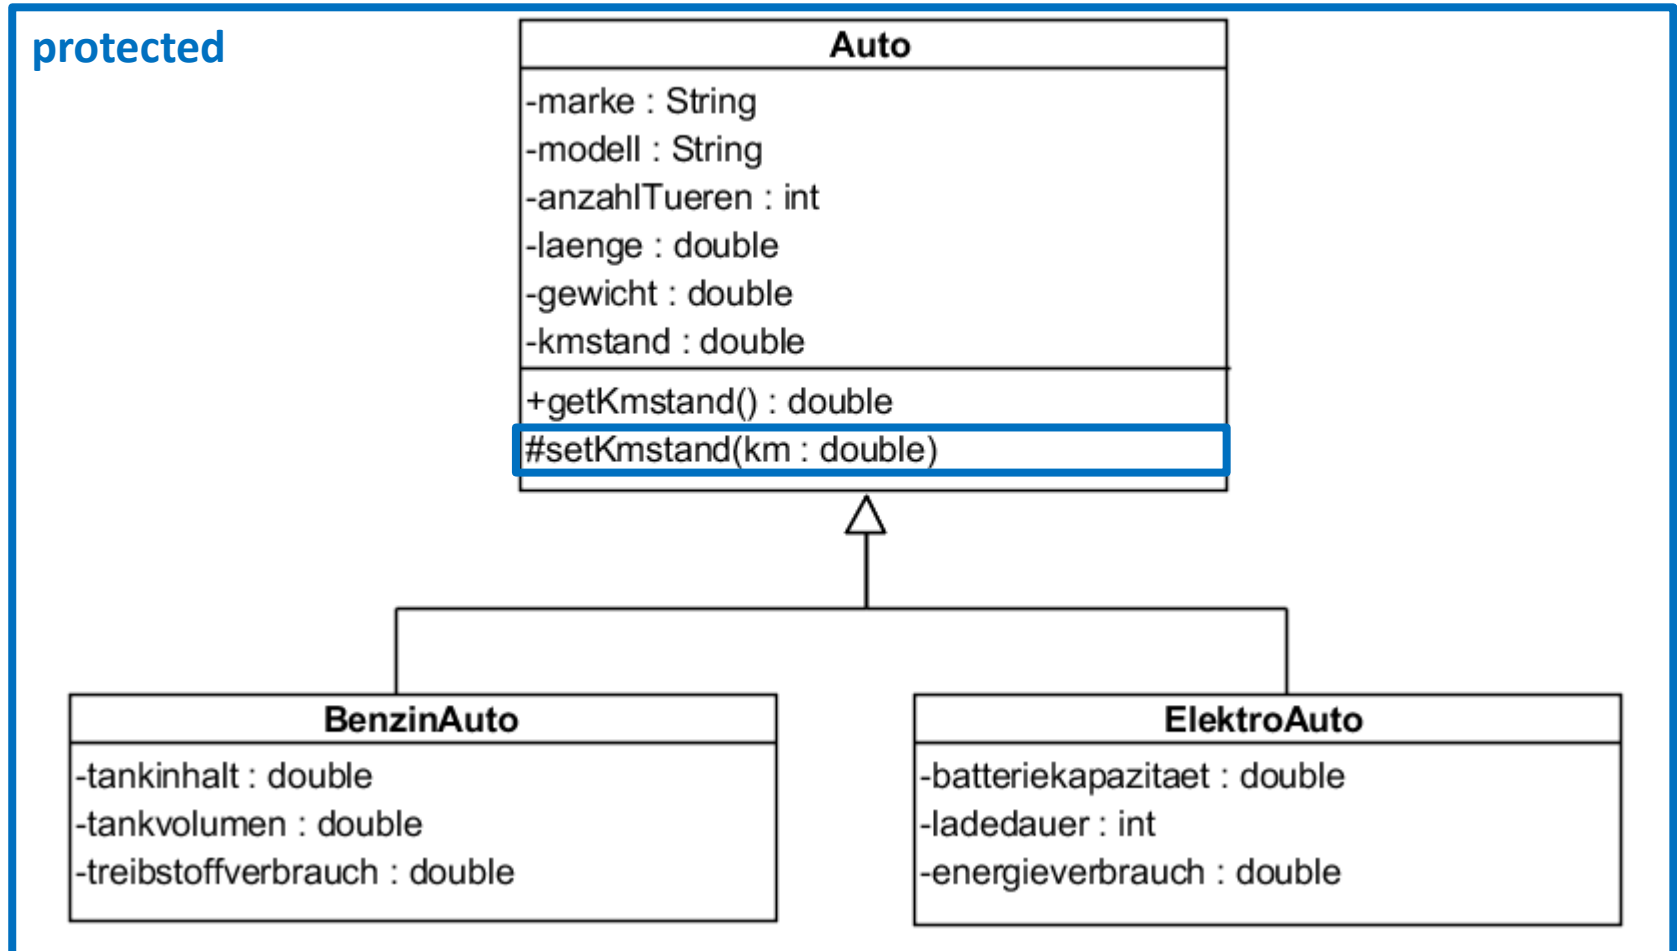 protected
Auto
-marke : String
-modell : String
-anzahlTueren : int
-laenge : double
-gewicht : double
-kmstand : double
+getKmstand() : double
#setKmstand(km : double)
BenzinAuto
-tankinhalt : double
-tankvolumen : double
-treibstoffverbrauch : double
ElektroAuto
-batteriekapazitaet : double
-ladedauer : int
-energieverbrauch : double